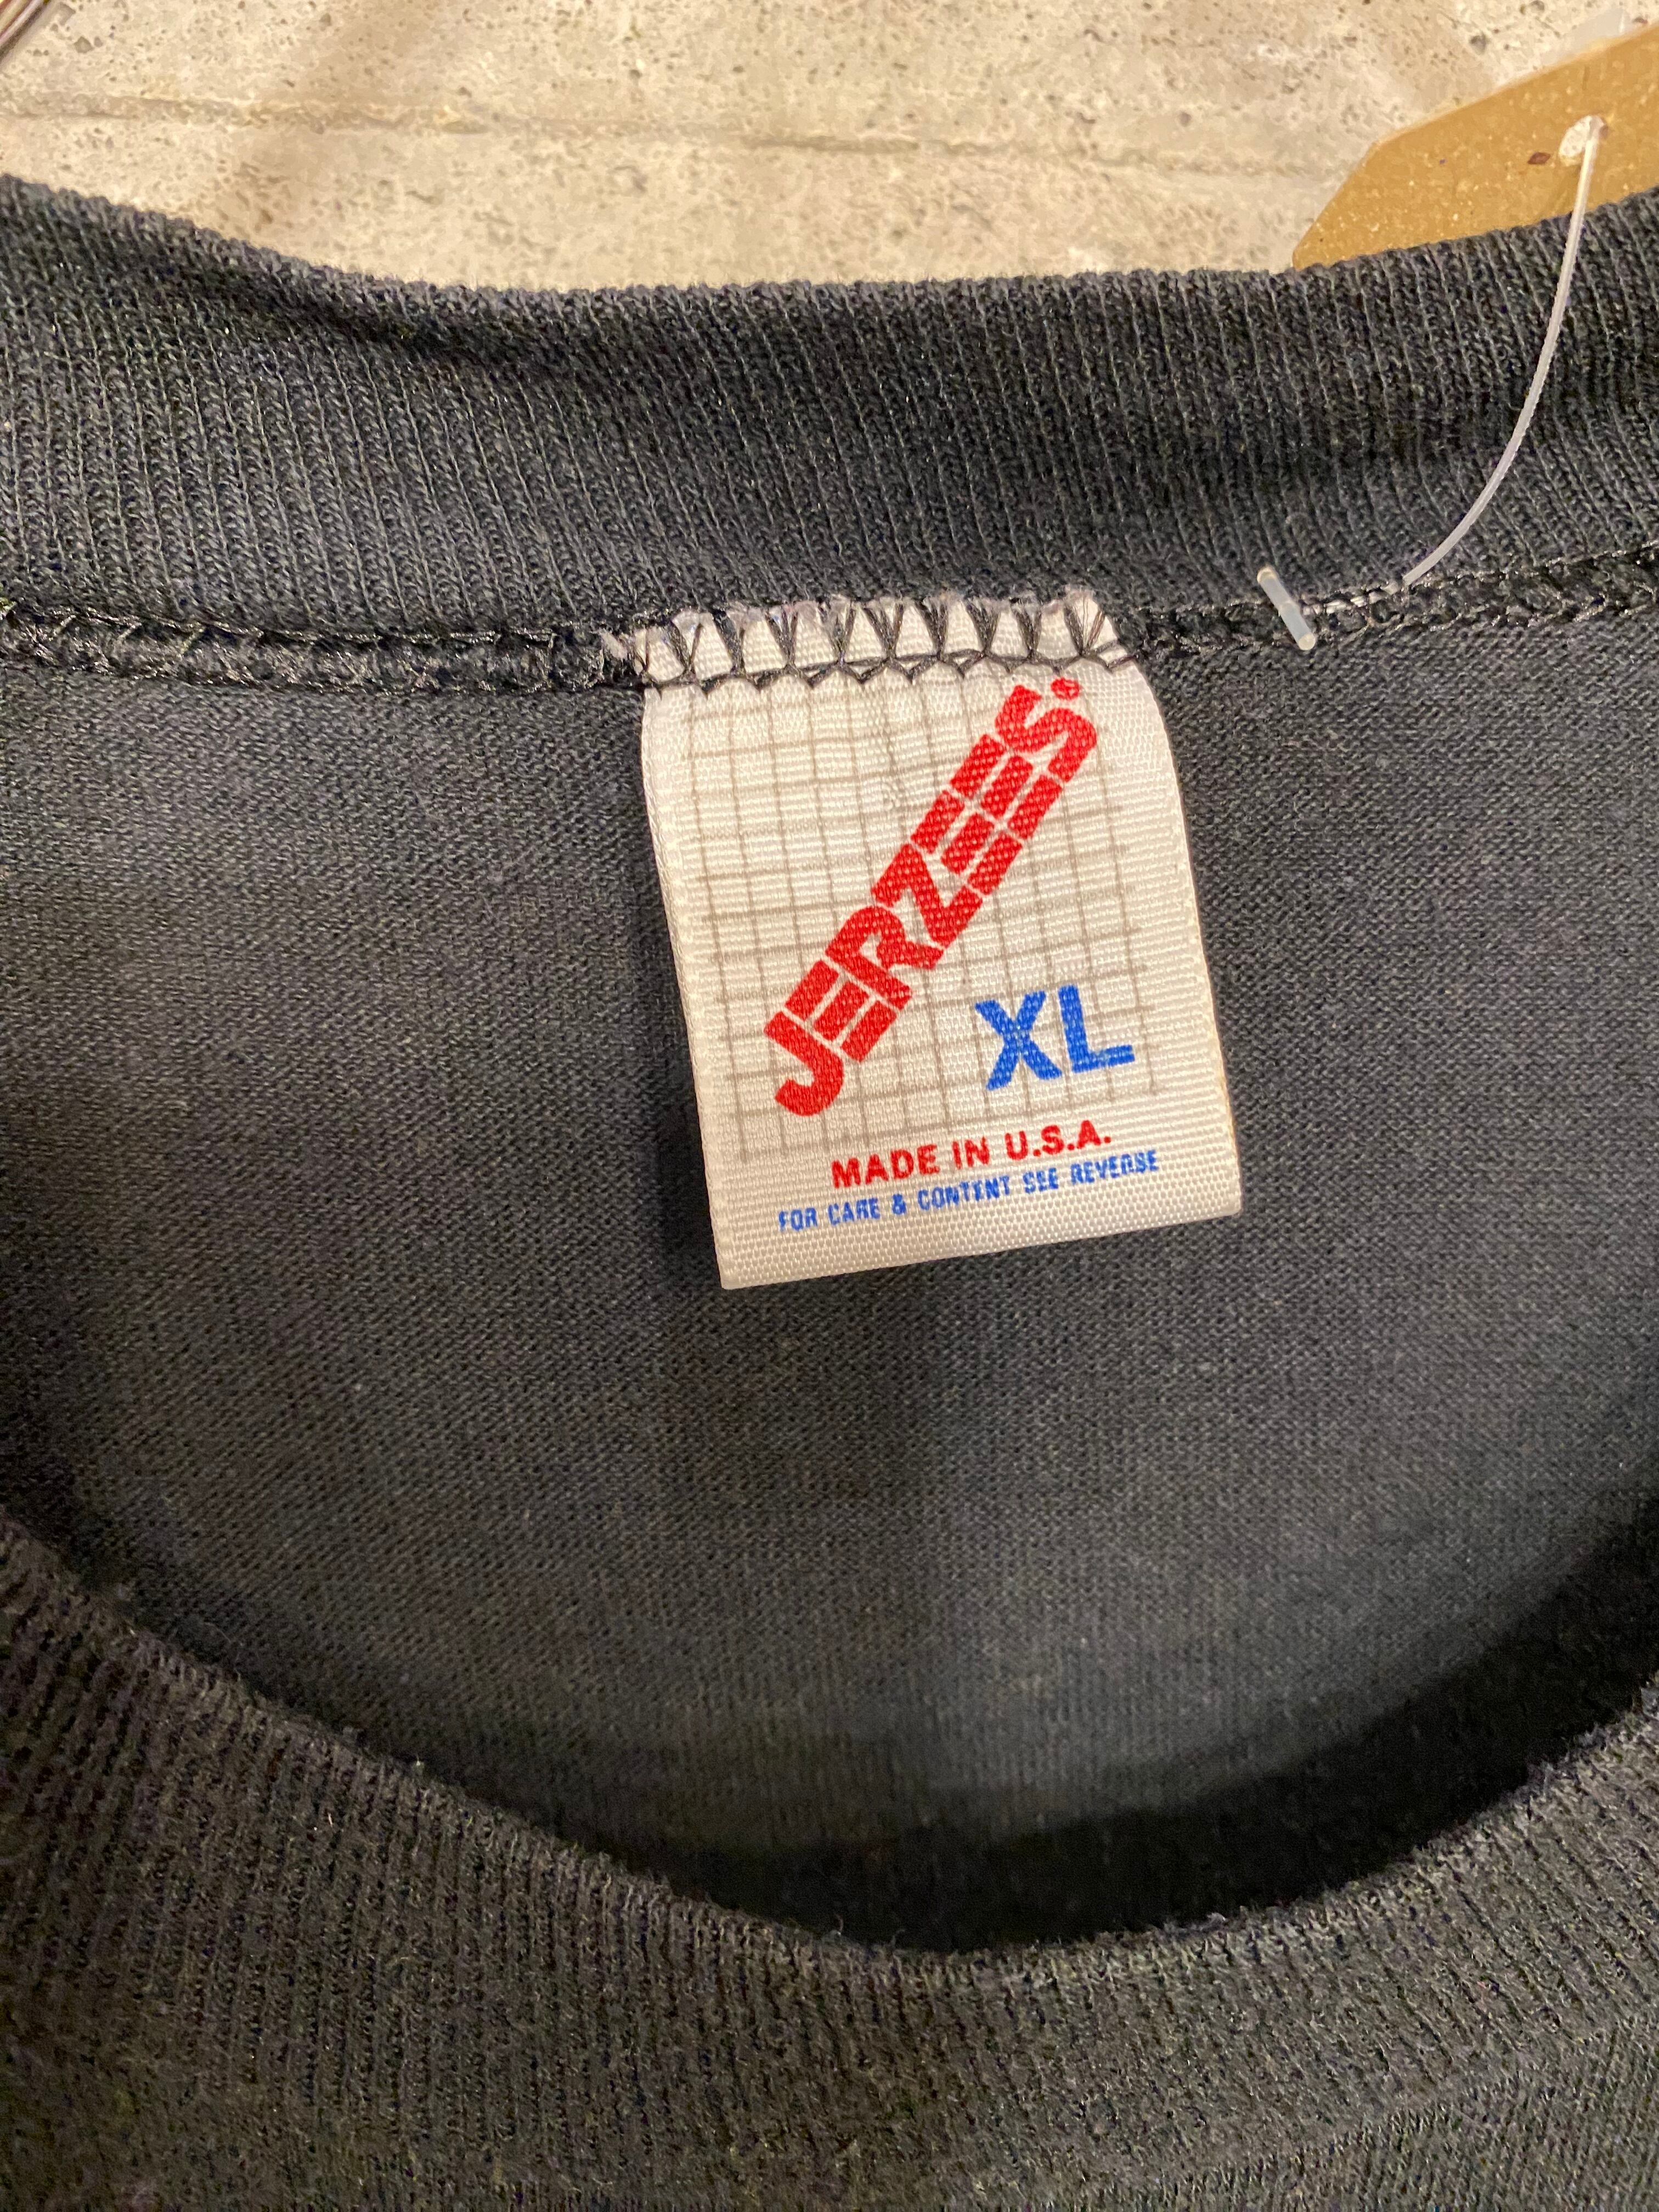 JERZEES.
XL
MADE IN U.S.A.
FOR CARE & CONTENT SEE REVERSE